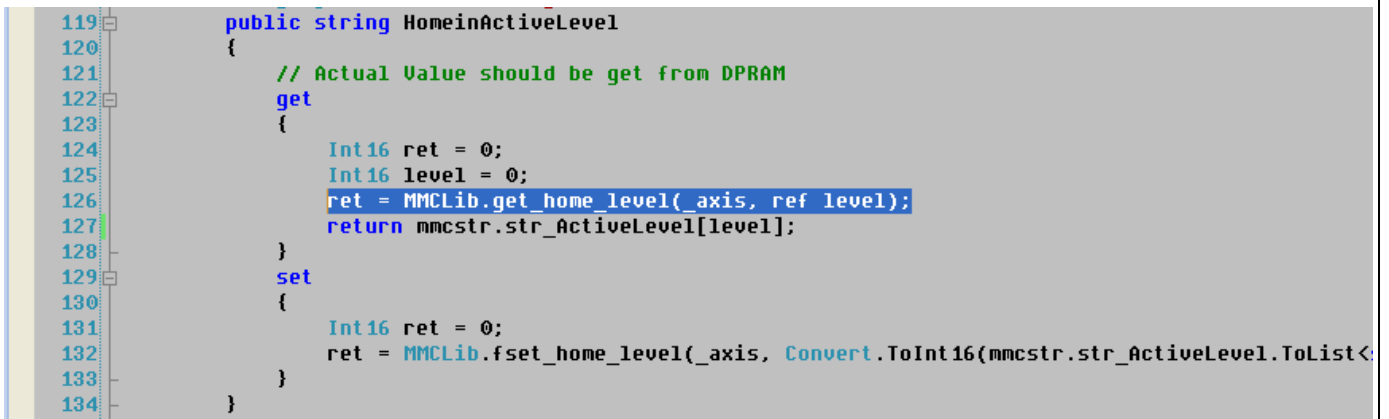 119 public string HomeinActiveLevel
120 {
121 // Actual Value should be get from DPRAM
122 get
123 {
124 Int16 ret = 0;
125 Int16 level = 0;
126 ret = MMCLib.get_home_level(_axis, ref level);
127 return mmcstr.str_ActiveLevel[level];
128 }
129 set
130 {
131 Int16 ret = 0;
132 ret = MMCLib.fset_home_level(_axis, Convert.ToInt16(mmcstr.str_ActiveLevel.ToList<
133 }
134 }